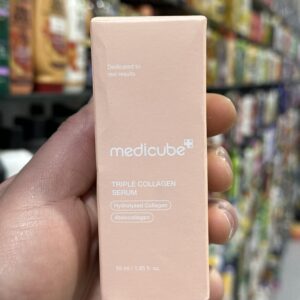 Dedicated to
real results
medicube
TRIPLE COLLAGEN
SERUM
Hydrolyzed Collagen
Atelocollagen